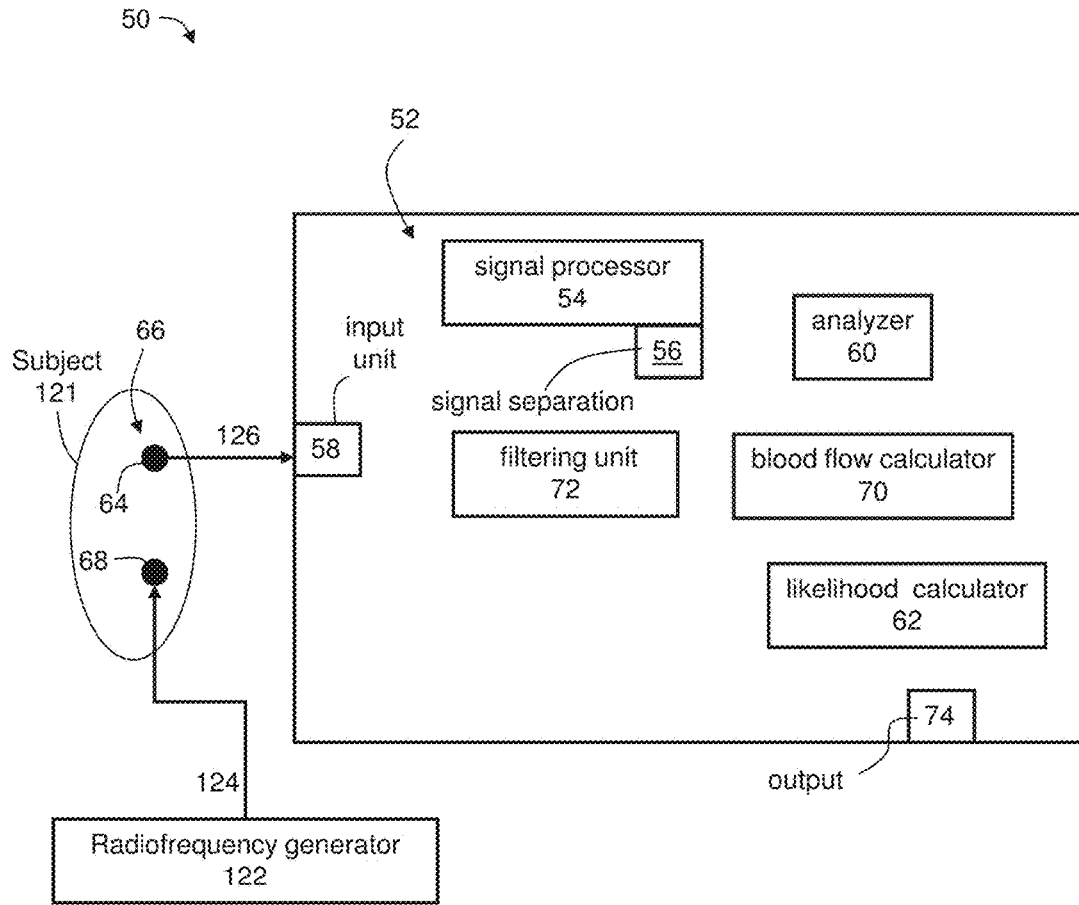 50
52
signal processor
54
56
signal separation
analyzer
60
input
unit
58
66
Subject
121
126
64
68
filtering unit
72
blood flow calculator
70
likelihood calculator
62
74
output
124
Radiofrequency generator
122